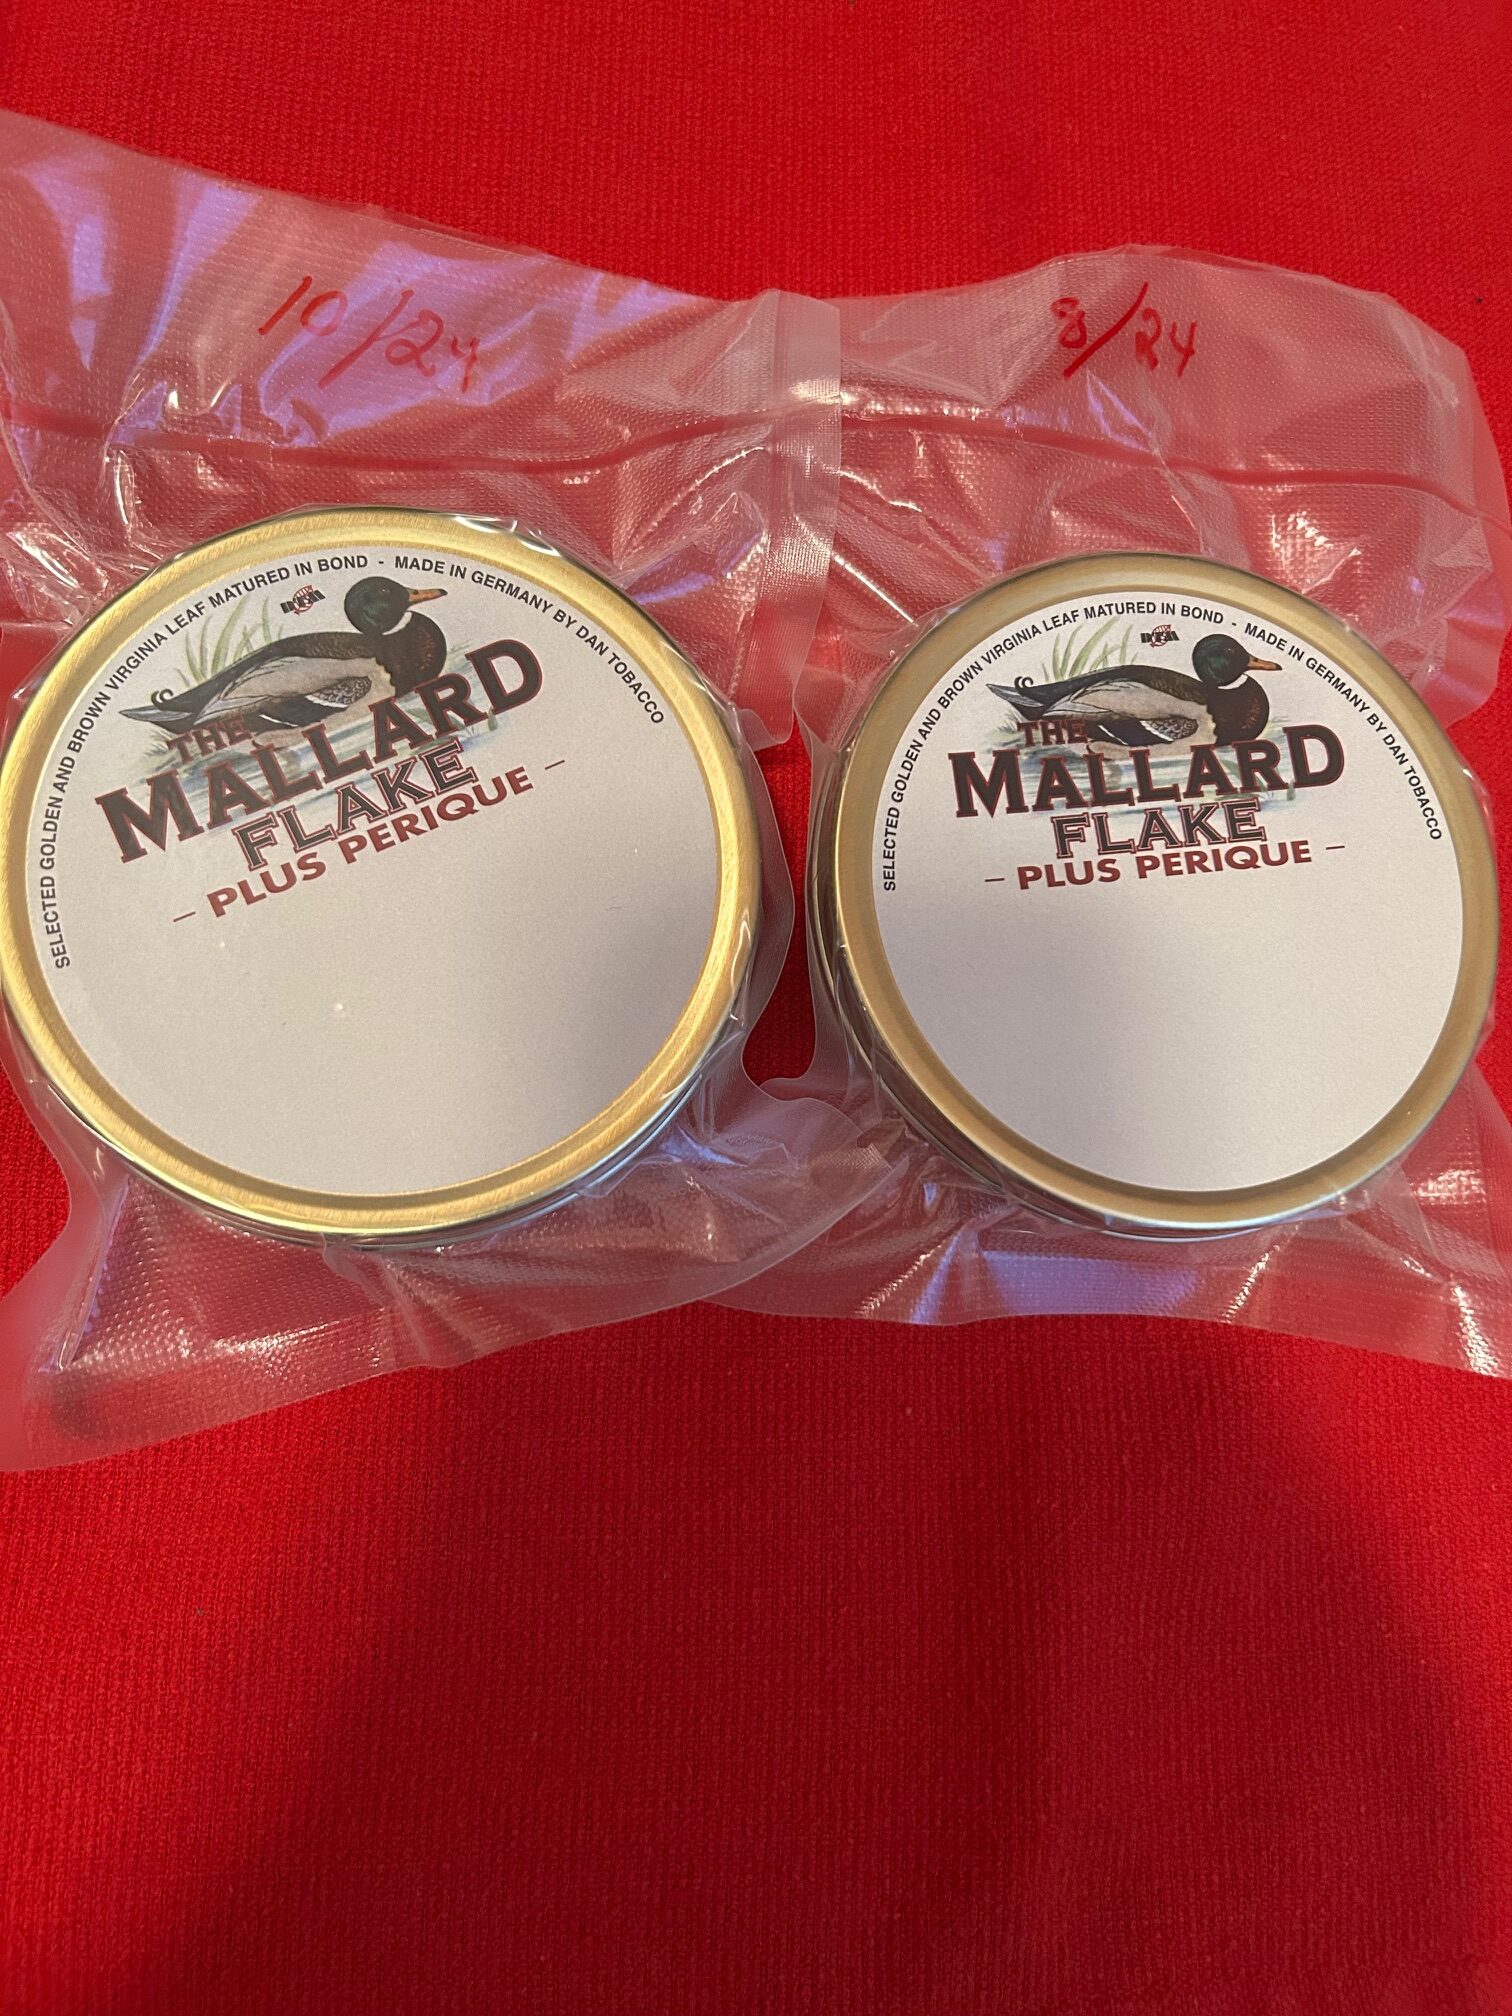 10/24
SELECTED GOLDEN AND BROWN VIRGINIA LEAF MATURED IN BOND - MADE IN GERMANY BY DAN TOBACCO
THE
MALLARD
FLAKE
– PLUS PERIQUE –
8/24
SELECTED GOLDEN AND BROWN VIRGINIA LEAF MATURED IN BOND - MADE IN GERMANY BY DAN TOBACCO
THE
MALLARD
FLAKE
– PLUS PERIQUE –